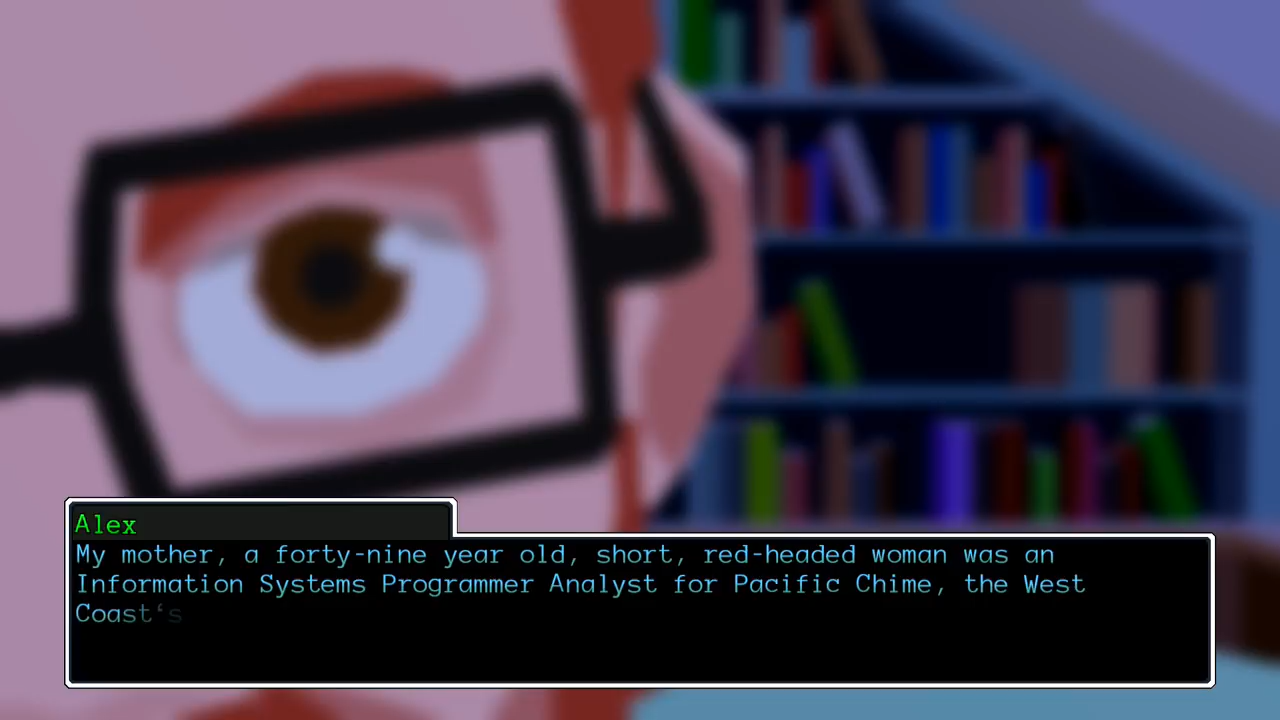 Alex
My mother, a forty-nine year old, short, red-headed woman was an
Information Systems Programmer Analyst for Pacific Chime, the West
Coast‘s